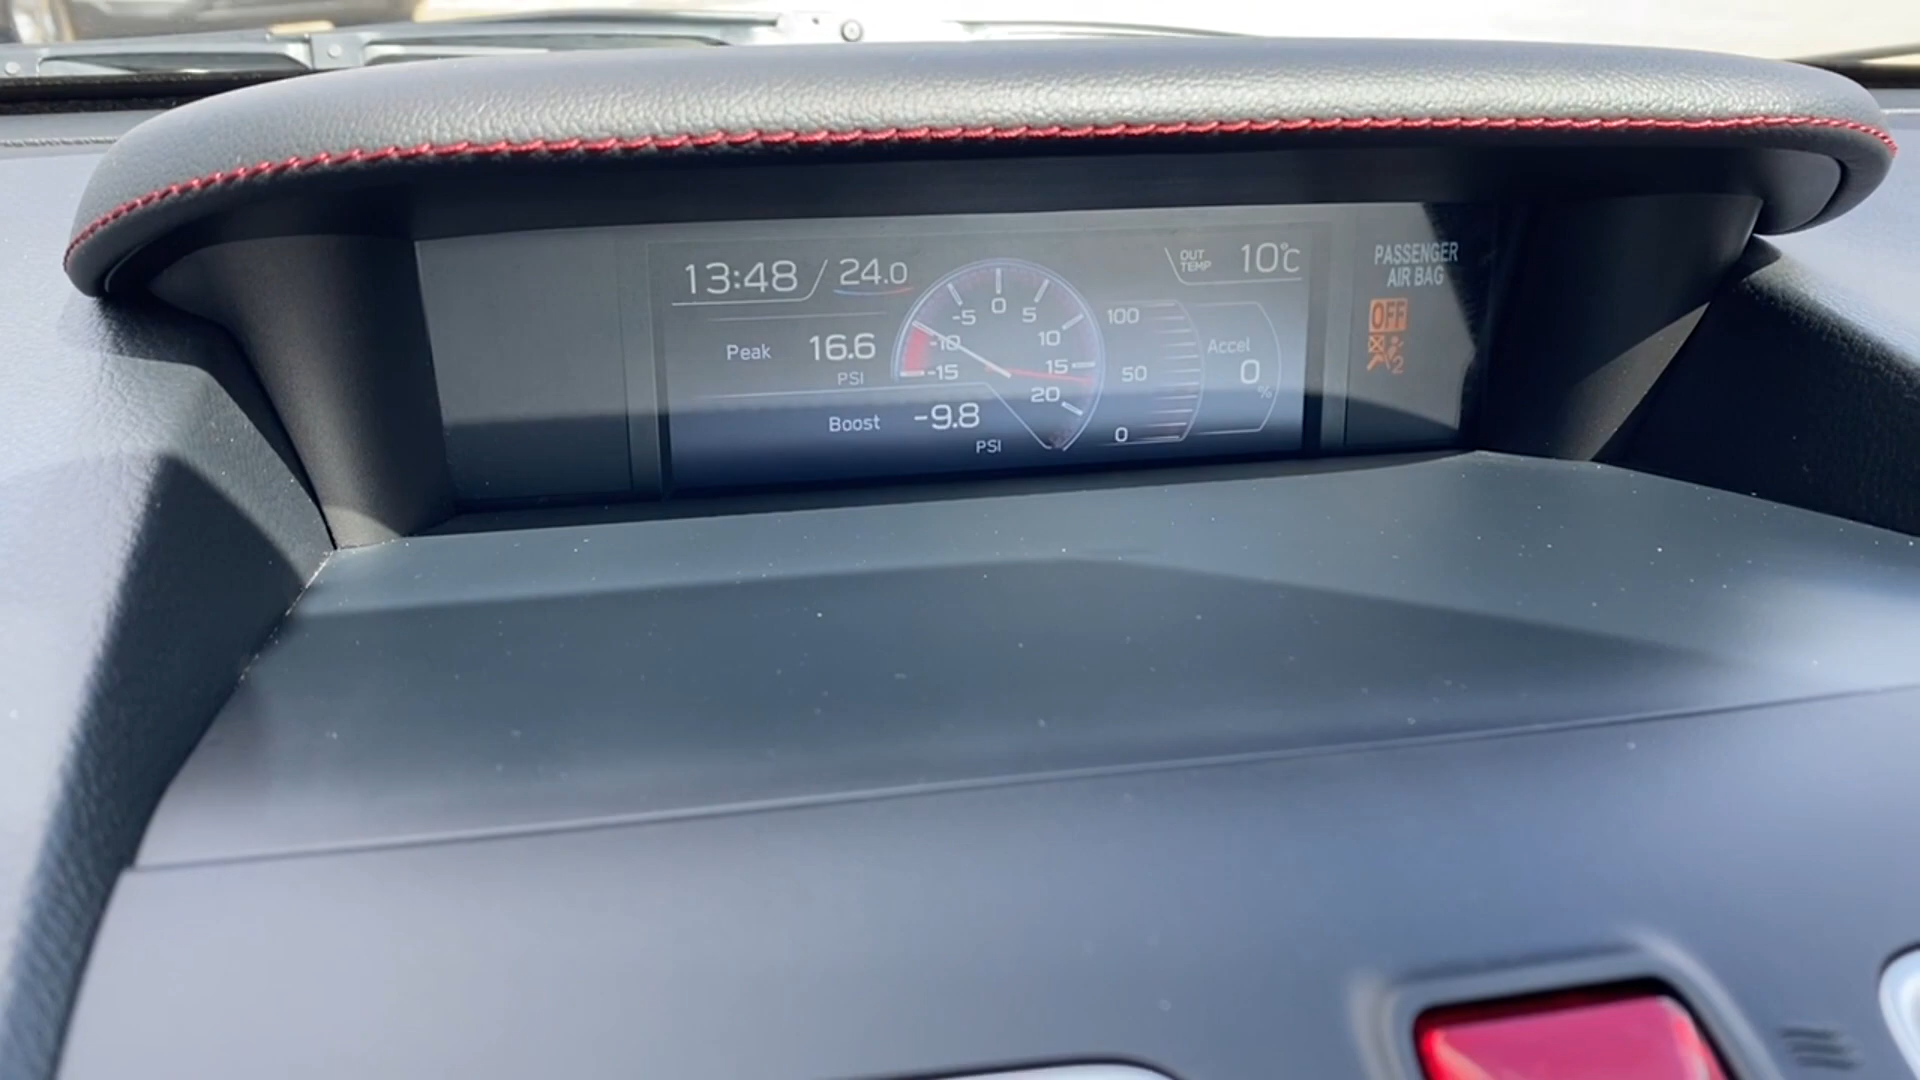 13:48 / 24.0
OUT TEMP 10°C
PASSENGER
AIR BAG
OFF
2
Peak 16.6
PSI
Boost -9.8
PSI
-15 -10 -5 0 5 10 15 20
100
50
0
Accel
0
%